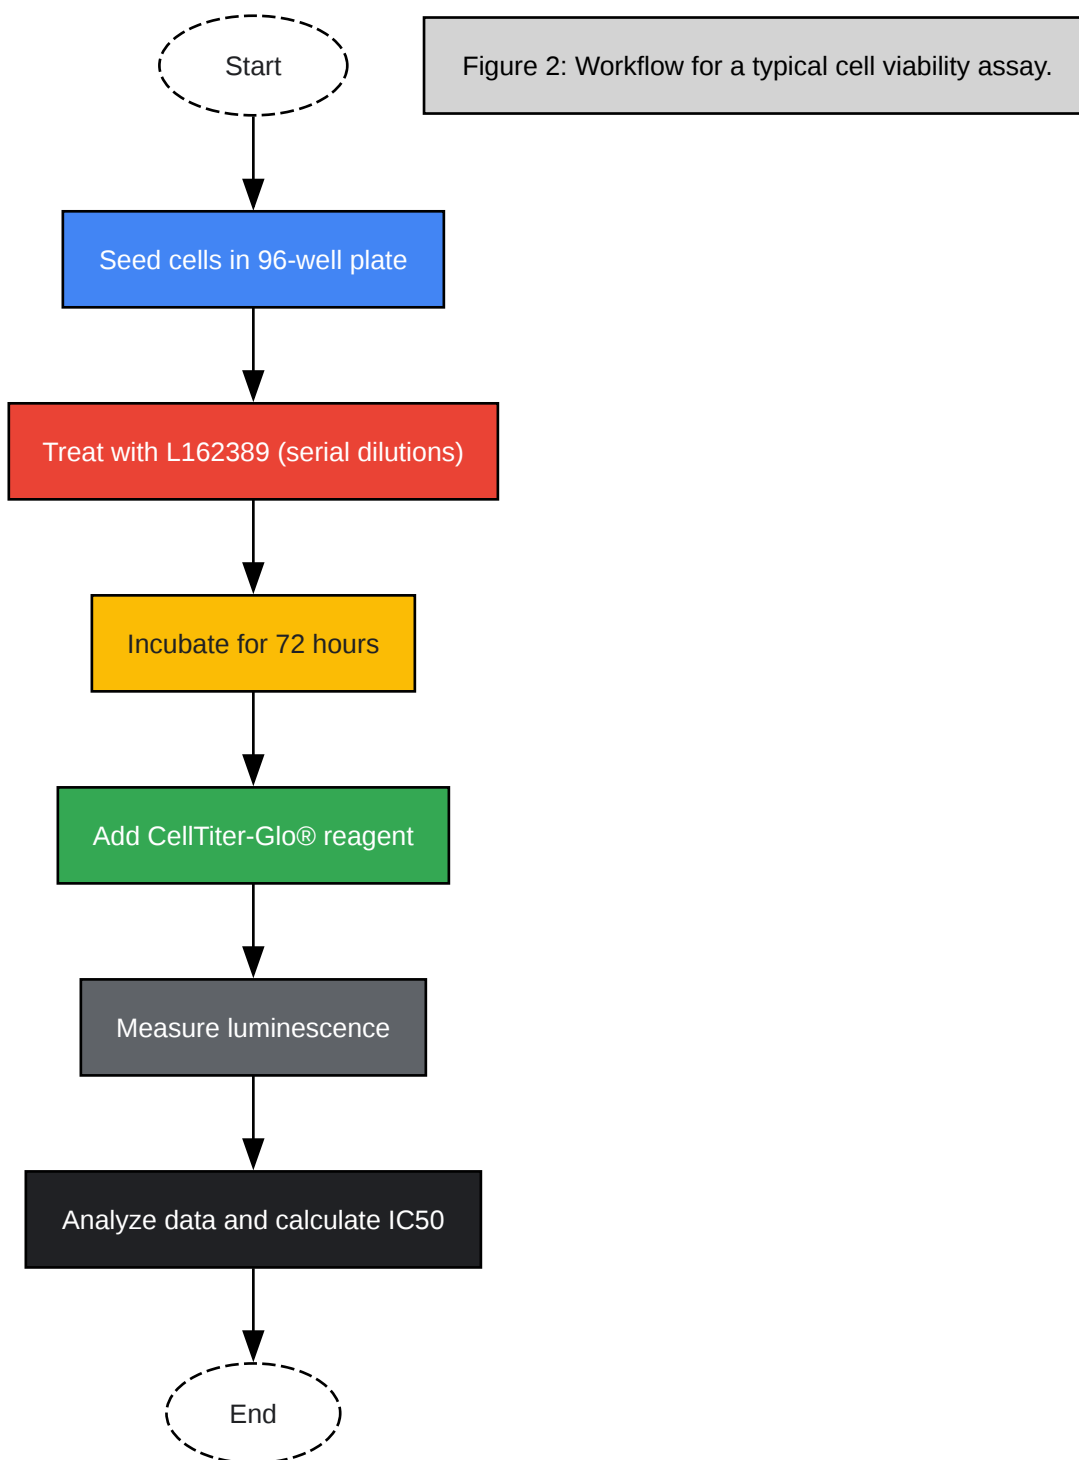 Start
Figure 2: Workflow for a typical cell viability assay.
Seed cells in 96-well plate
Treat with L162389 (serial dilutions)
Incubate for 72 hours
Add CellTiter-Glo® reagent
Measure luminescence
Analyze data and calculate IC50
End